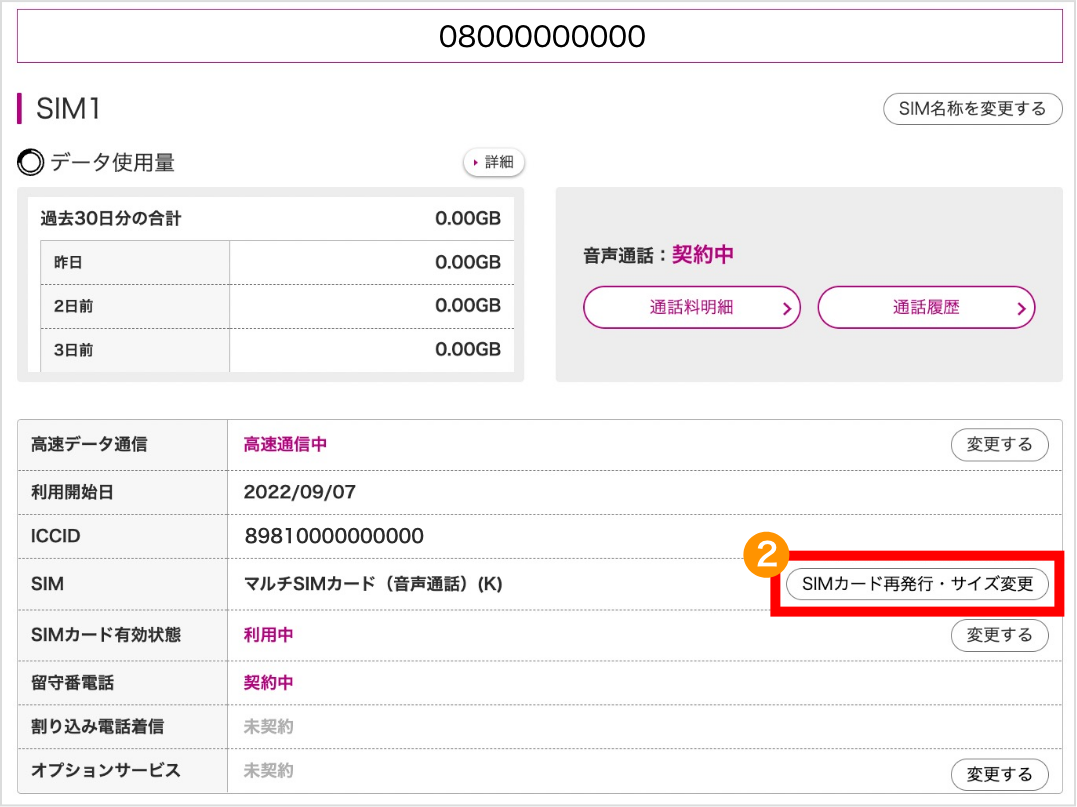 08000000000
SIM1
SIM名称を変更する
データ使用量
詳細
過去30日分の合計 0.00GB
昨日 0.00GB
2日前 0.00GB
3日前 0.00GB
音声通話：契約中
通話料明細
通話履歴
高速データ通信 高速通信中 変更する
利用開始日 2022/09/07
ICCID 89810000000000
2
SIM マルチSIMカード（音声通話）(K) SIMカード再発行・サイズ変更
SIMカード有効状態 利用中 変更する
留守番電話 契約中
割り込み電話着信 未契約
オプションサービス 未契約 変更する